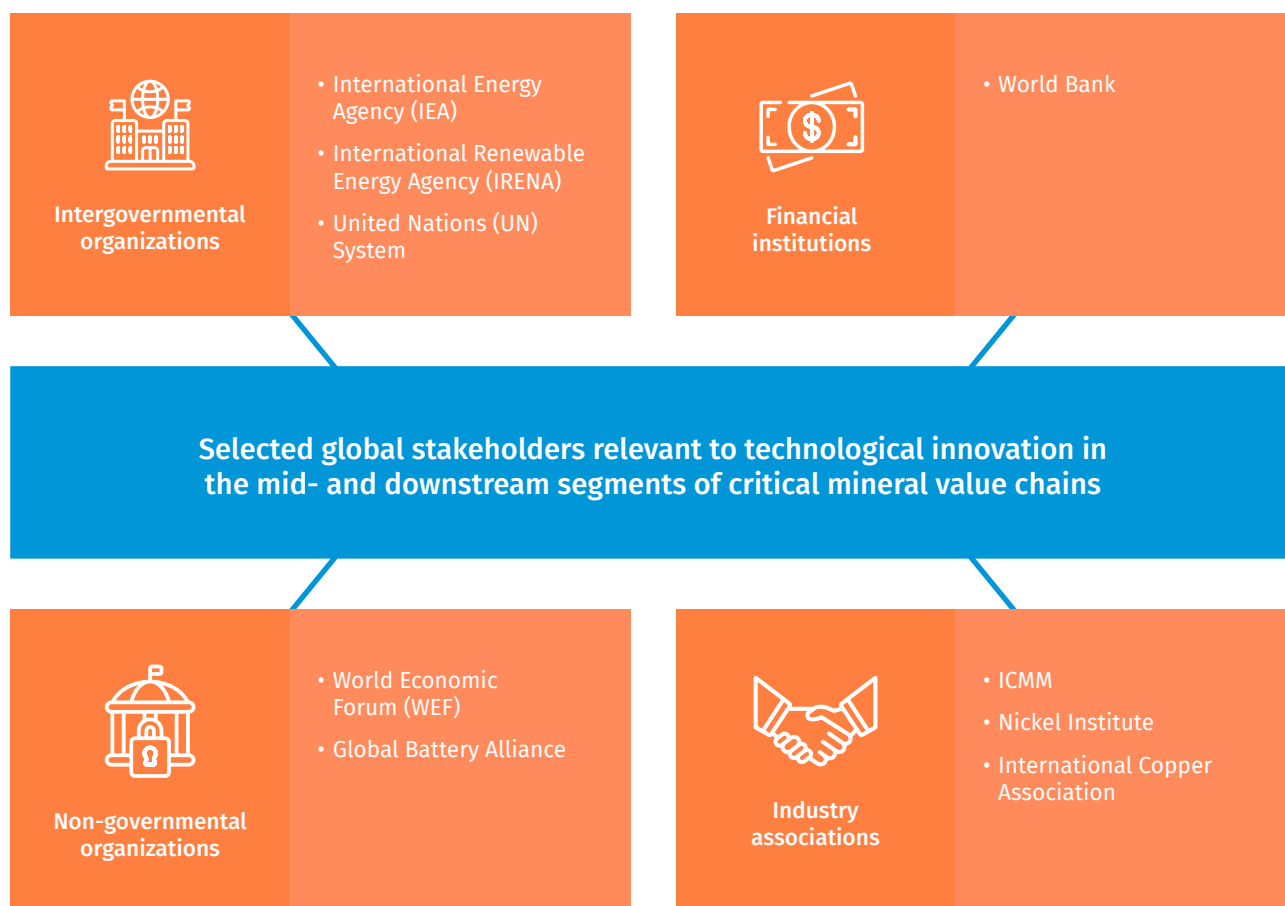 Intergovernmental
organizations
• International Energy
Agency (IEA)
• International Renewable
Energy Agency (IRENA)
• United Nations (UN)
System
$
Financial
institutions
• World Bank
Selected global stakeholders relevant to technological innovation in
the mid- and downstream segments of critical mineral value chains
Non-governmental
organizations
• World Economic
Forum (WEF)
• Global Battery Alliance
Industry
associations
• ICMM
• Nickel Institute
• International Copper
Association